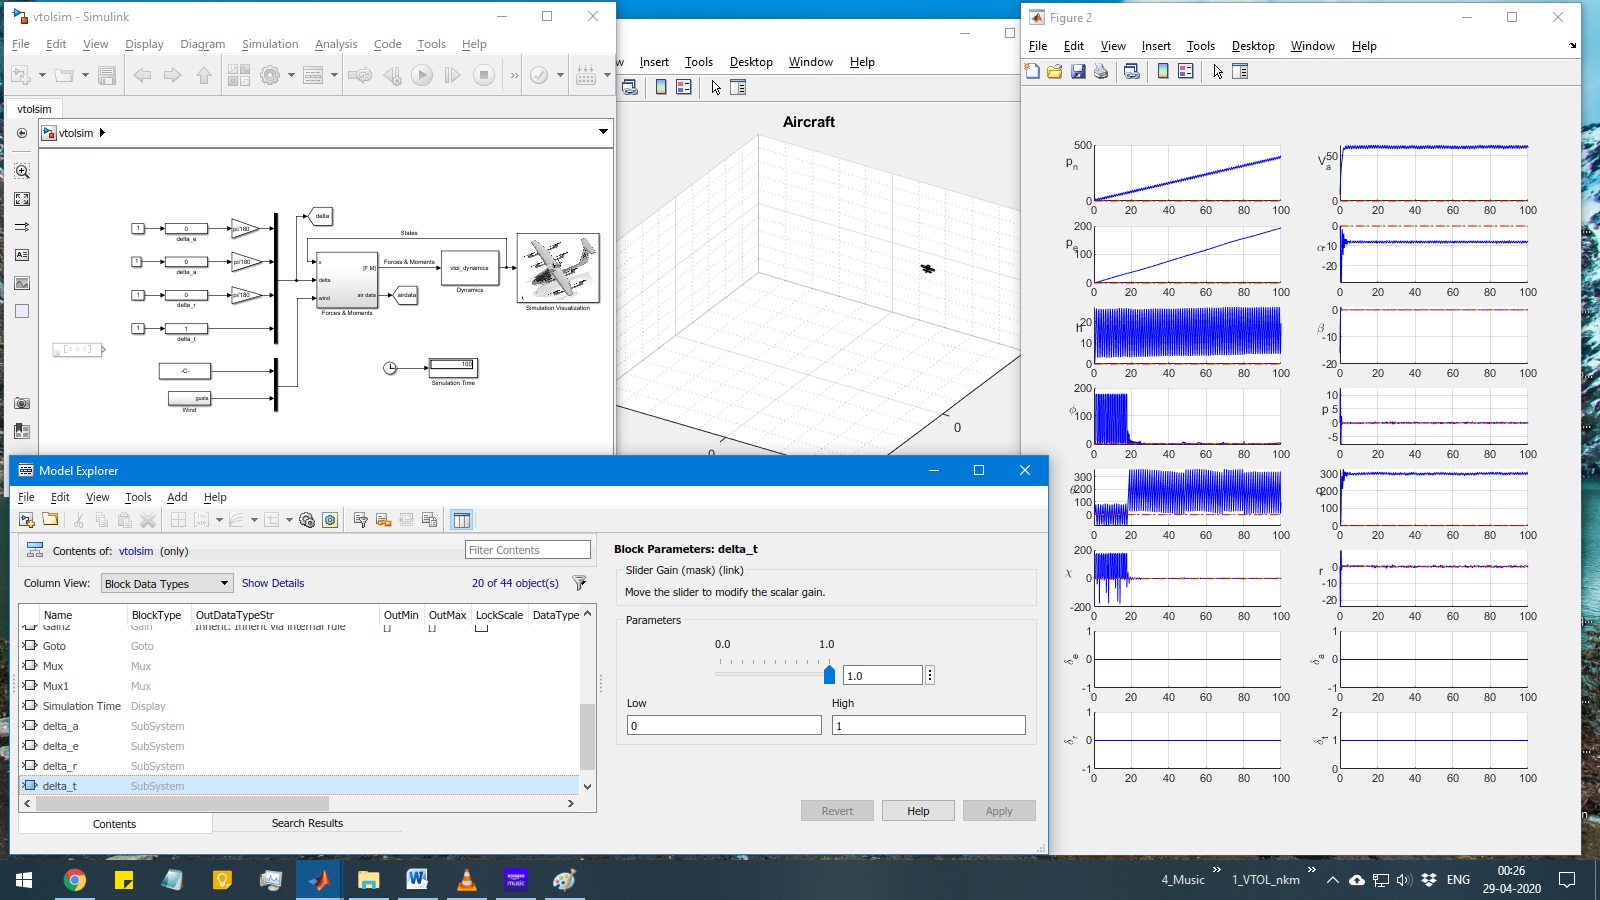 vtolsim - Simulink
File Edit View Display Diagram Simulation Analysis Code Tools Help
vtolsim
vtolsim
delta
1 0 pi/180
delta_e
1 0 pi/180
delta_a
1 0 pi/180
delta_r
1 1
delta_t
[0 0 0]
-C-
gusts
Wind
States
x
delta
wind
[F M]
air data
Forces & Moments
Forces & Moments
airdata
vtol_dynamics
Dynamics
Simulation Visualization
100
Simulation Time
w Insert Tools Desktop Window Help
Aircraft
0
0
Figure 2
File Edit View Insert Tools Desktop Window Help
500
0
pn
0 20 40 60 80 100
50
0
Va
0 20 40 60 80 100
200
100
0
pe
0 20 40 60 80 100
-10
-20
α
0 20 40 60 80 100
20
10
0
h
0 20 40 60 80 100
0
-20
β
0 20 40 60 80 100
200
100
0
ϕ
0 20 40 60 80 100
10
5
0
-5
p
0 20 40 60 80 100
300
200
100
0
θ
0 20 40 60 80 100
300
200
100
0
q
0 20 40 60 80 100
200
0
-200
χ
0 20 40 60 80 100
0
-10
-20
r
0 20 40 60 80 100
1
0
-1
δe
0 20 40 60 80 100
1
0
-1
δa
0 20 40 60 80 100
1
0
-1
δr
0 20 40 60 80 100
2
1
0
δt
0 20 40 60 80 100
Model Explorer
File Edit View Tools Add Help
Contents of: vtolsim (only)
Filter Contents
Column View: Block Data Types Show Details
20 of 44 object(s)
Name BlockType OutDataTypeStr OutMin OutMax LockScale DataType
Gain2 Gain Inherit: Inherit via internal rule [] []
Goto Goto
Mux Mux
Mux1 Mux
Simulation Time Display
delta_a SubSystem
delta_e SubSystem
delta_r SubSystem
delta_t SubSystem
Contents Search Results
Block Parameters: delta_t
Slider Gain (mask) (link)
Move the slider to modify the scalar gain.
Parameters
0.0 1.0
1.0
Low High
0 1
Revert Help Apply
music
4_Music » 1_VTOL_nkm » ENG
00:26
29-04-2020